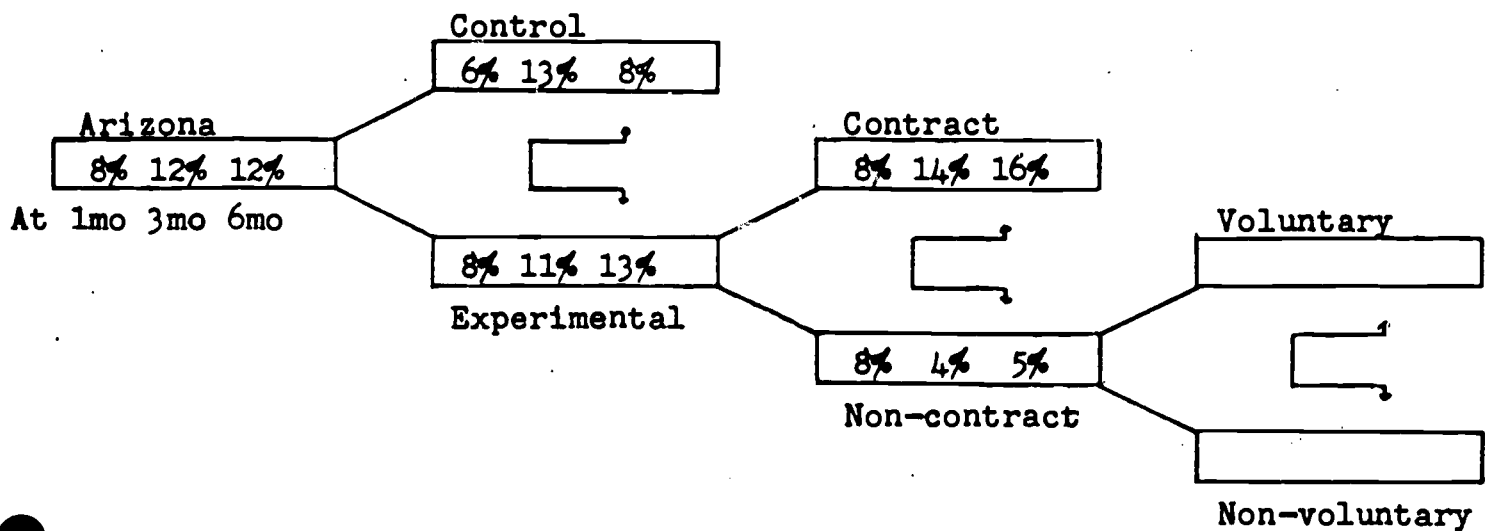 Control
6% 13% 8%
Arizona
8% 12% 12%
At 1mo 3mo 6mo
Contract
8% 14% 16%
8% 11% 13%
Experimental
Voluntary
8% 4% 5%
Non-contract
Non-voluntary